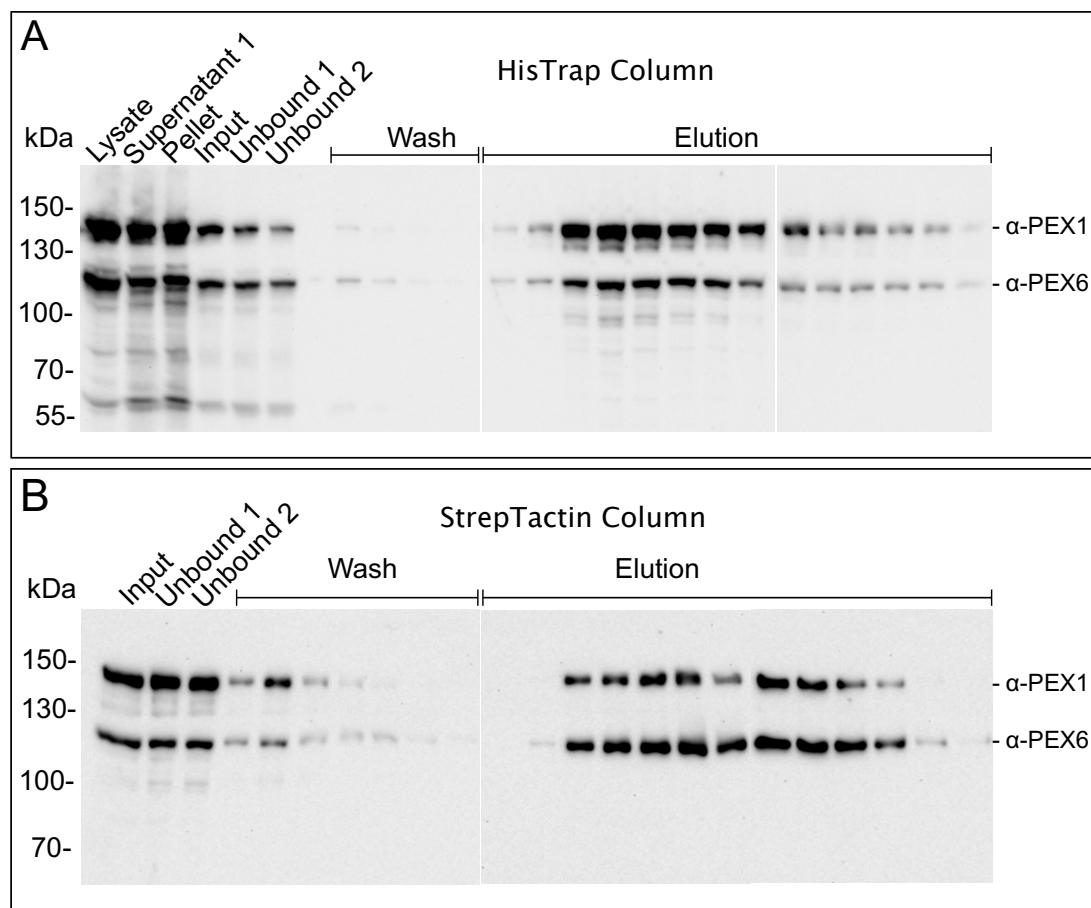 A
HisTrap Column
Lysate
Supernatant 1
Pellet
Input
Unbound 1
Unbound 2
kDa
Wash
Elution
150-
130-
100-
70-
55-
- α-PEX1
- α-PEX6
B
StrepTactin Column
Input
Unbound 1
Unbound 2
kDa
Wash
Elution
150-
130-
100-
70-
- α-PEX1
- α-PEX6